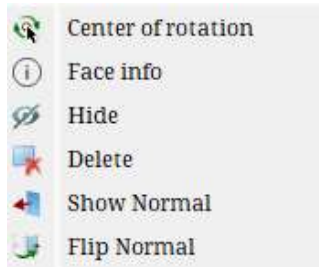 Center of rotation
Face info
Hide
Delete
Show Normal
Flip Normal